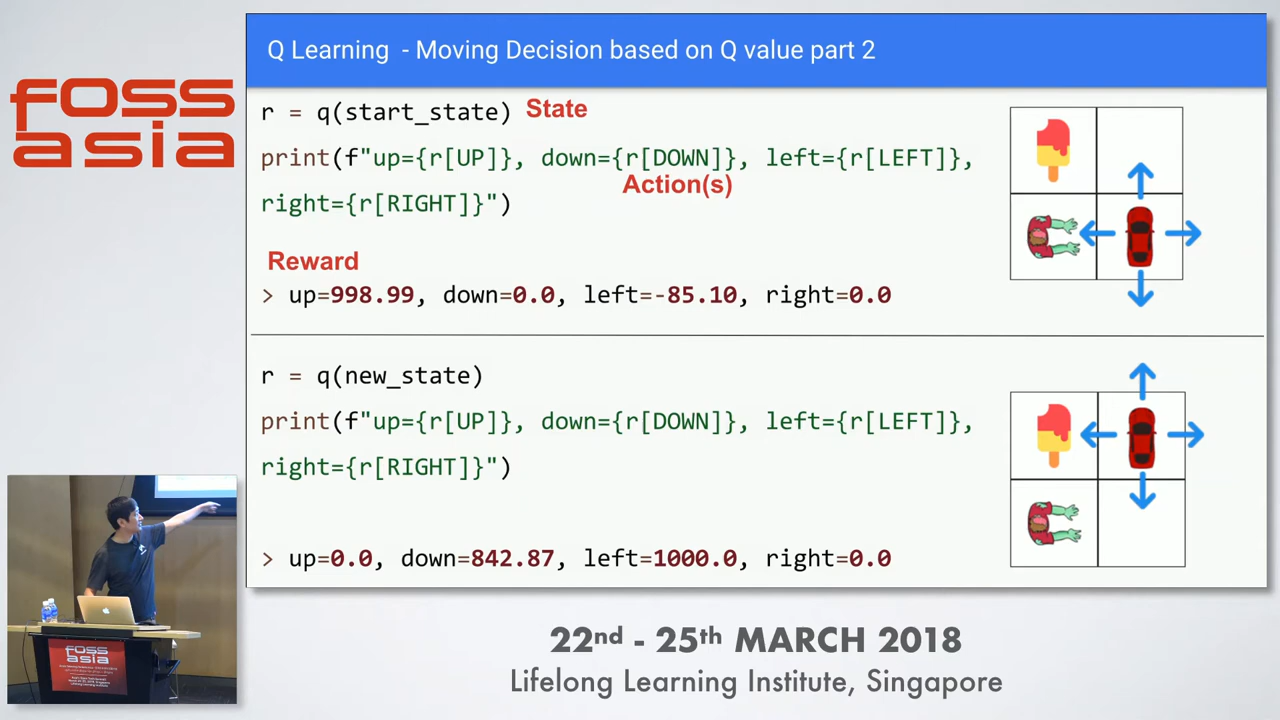 foss
asia
Q Learning - Moving Decision based on Q value part 2
r = q(start_state) State
print(f"up={r[UP]}, down={r[DOWN]}, left={r[LEFT]},
Action(s)
right={r[RIGHT]}")
Reward
> up=998.99, down=0.0, left=-85.10, right=0.0
r = q(new_state)
print(f"up={r[UP]}, down={r[DOWN]}, left={r[LEFT]},
right={r[RIGHT]}")
> up=0.0, down=842.87, left=1000.0, right=0.0
foss
asia
22nd - 25th MARCH 2018
Lifelong Learning Institute, Singapore